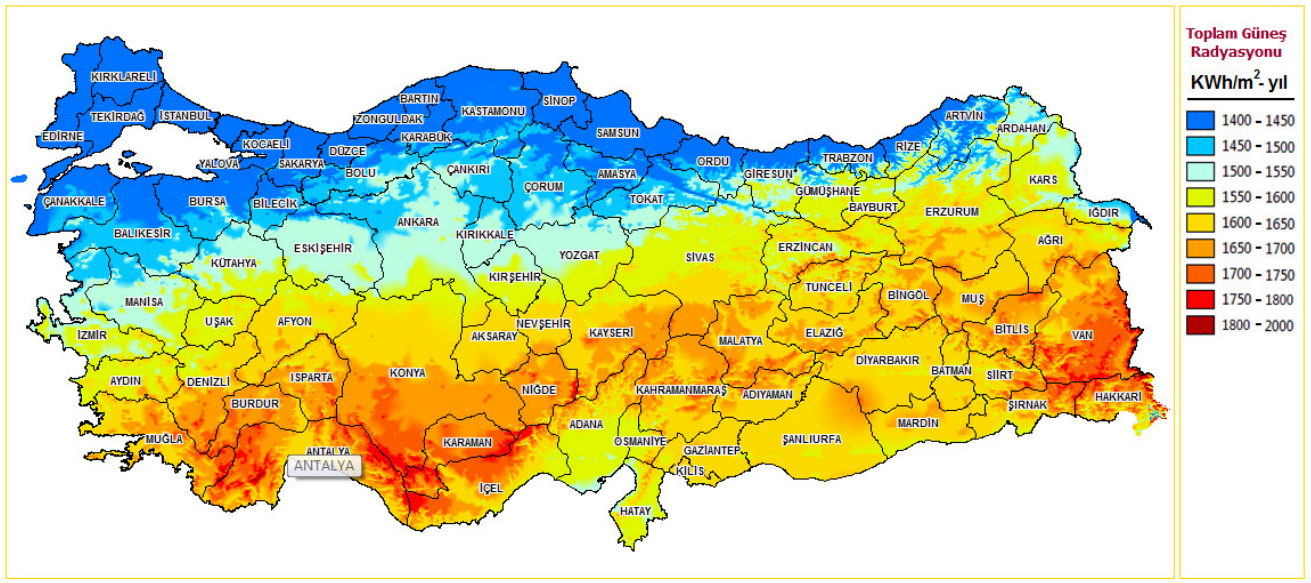 Toplam Güneş
Radyasyonu
KWh/m²- yıl
1400 - 1450
1450 - 1500
1500 - 1550
1550 - 1600
1600 - 1650
1650 - 1700
1700 - 1750
1750 - 1800
1800 - 2000
KIRKLARELİ
TEKİRDAĞ
İSTANBUL
EDİRNE
KOCAELİ
YALOVA
SAKARYA
DÜZCE
ZONGULDAK
BARTIN
KARABÜK
KASTAMONU
SİNOP
SAMSUN
ORDU
GİRESUN
TRABZON
RİZE
ARTVİN
ARDAHAN
KARS
IĞDIR
ÇANAKKALE
BURSA
BİLECİK
BOLU
ÇANKIRI
ÇORUM
AMASYA
TOKAT
GÜMÜŞHANE
BAYBURT
ERZURUM
AĞRI
BALIKESİR
KÜTAHYA
ESKİŞEHİR
ANKARA
KIRIKKALE
KIRŞEHİR
YOZGAT
SİVAS
ERZİNCAN
TUNCELİ
BİNGÖL
MUŞ
BİTLİS
VAN
MANİSA
İZMİR
UŞAK
AFYON
AKSARAY
NEVŞEHİR
KAYSERİ
MALATYA
ELAZIĞ
DİYARBAKIR
BATMAN
SİİRT
ŞIRNAK
HAKKARİ
AYDIN
DENİZLİ
ISPARTA
BURDUR
KONYA
NİĞDE
KAHRAMANMARAŞ
ADIYAMAN
MARDİN
MUĞLA
ANTALYA
ANTALYA
KARAMAN
İÇEL
ADANA
OSMANİYE
GAZİANTEP
KİLİS
ŞANLIURFA
HATAY